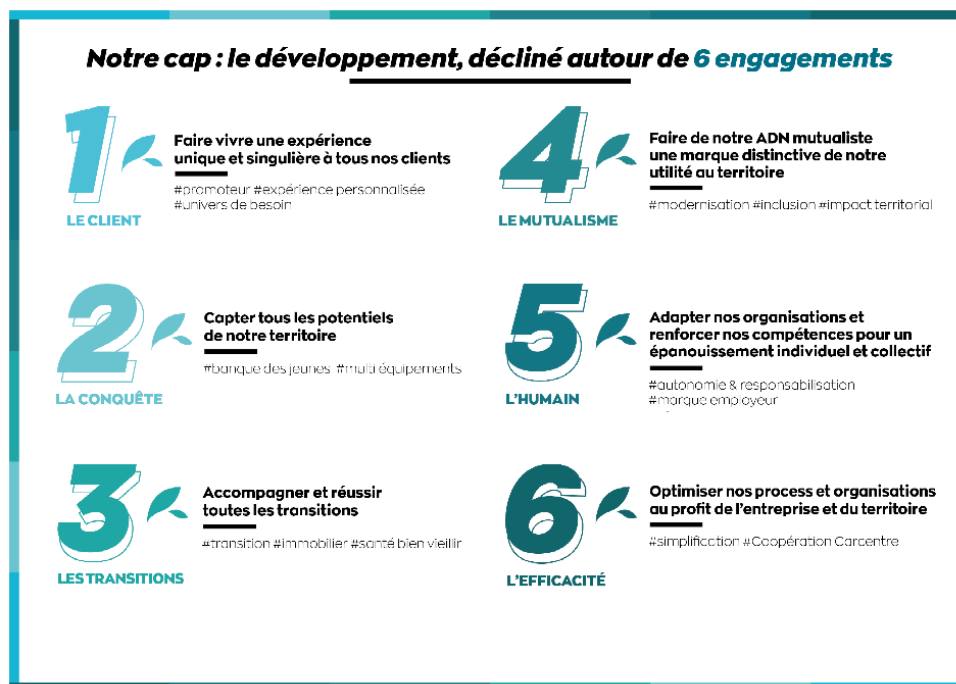 Notre cap : le développement, décliné autour de 6 engagements
1
LE CLIENT
Faire vivre une expérience
unique et singulière à tous nos clients
#promoteur #expérience personnalisée
#univers de besoin
2
LA CONQUÊTE
Capter tous les potentiels
de notre territoire
#banque des jeunes #multi équipements
3
LES TRANSITIONS
Accompagner et réussir
toutes les transitions
#transition #immobilier #santé bien vieillir
4
LE MUTUALISME
Faire de notre ADN mutualiste
une marque distinctive de notre
utilité au territoire
#modernisation #inclusion #impact territorial
5
L'HUMAIN
Adapter nos organisations et
renforcer nos compétences pour un
épanouissement individuel et collectif
#autonomie & responsabilisation
#marque employeur
6
L'EFFICACITÉ
Optimiser nos process et organisations
au profit de l'entreprise et du territoire
#simplification #Coopération Carcentre